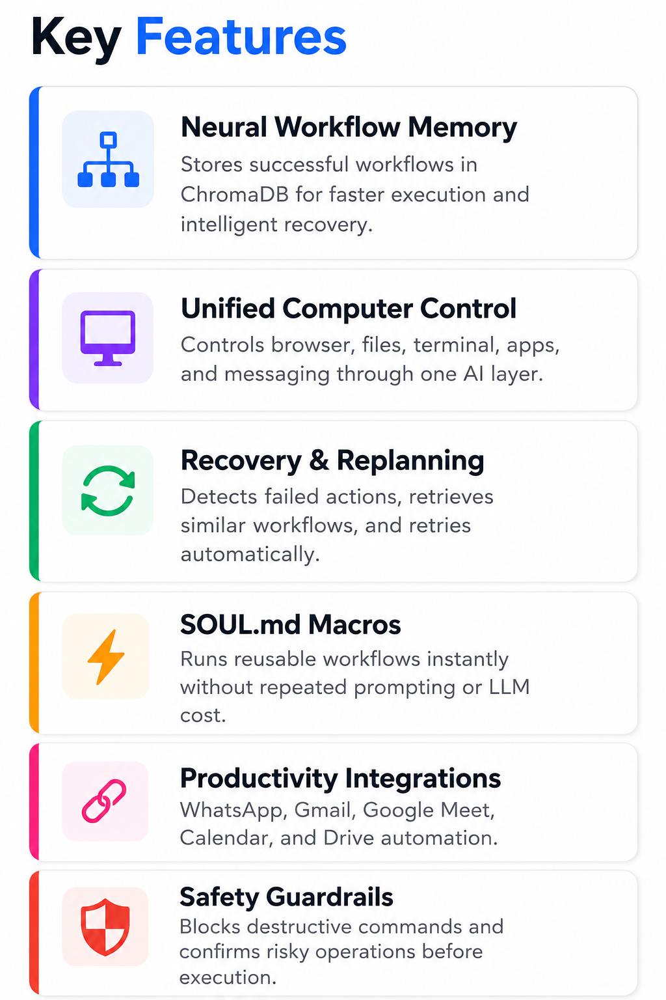 Key Features
Neural Workflow Memory
Stores successful workflows in
ChromaDB for faster execution and
intelligent recovery.
Unified Computer Control
Controls browser, files, terminal, apps,
and messaging through one AI layer.
Recovery & Replanning
Detects failed actions, retrieves
similar workflows, and retries
automatically.
SOUL.md Macros
Runs reusable workflows instantly
without repeated prompting or LLM
cost.
Productivity Integrations
WhatsApp, Gmail, Google Meet,
Calendar, and Drive automation.
Safety Guardrails
Blocks destructive commands and
confirms risky operations before
execution.